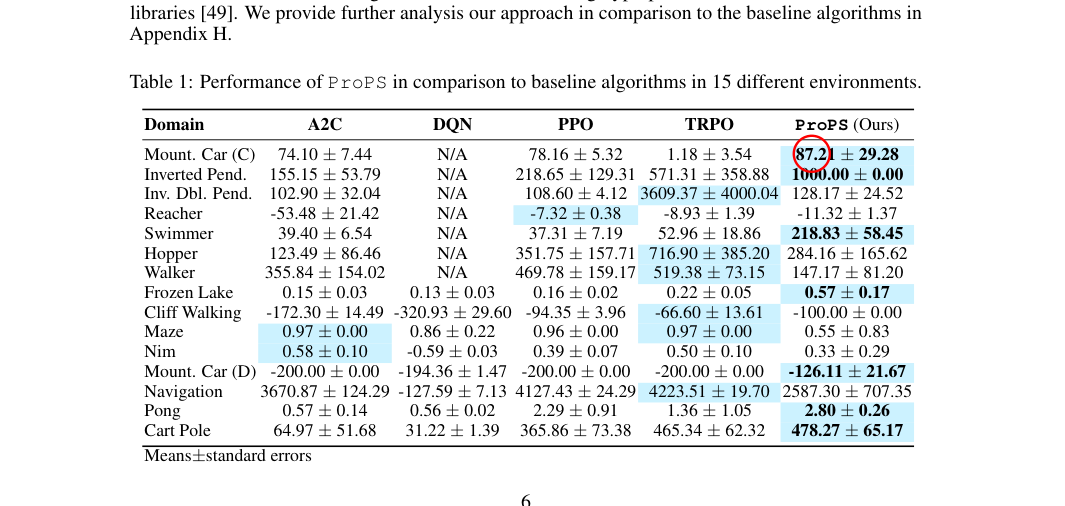 libraries [49]. We provide further analysis our approach in comparison to the baseline algorithms in
Appendix H.
Table 1: Performance of ProPS in comparison to baseline algorithms in 15 different environments.
Domain A2C DQN PPO TRPO ProPS (Ours)
Mount. Car (C) 74.10 ± 7.44 N/A 78.16 ± 5.32 1.18 ± 3.54 87.21 ± 29.28
Inverted Pend. 155.15 ± 53.79 N/A 218.65 ± 129.31 571.31 ± 358.88 1000.00 ± 0.00
Inv. Dbl. Pend. 102.90 ± 32.04 N/A 108.60 ± 4.12 3609.37 ± 4000.04 128.17 ± 24.52
Reacher -53.48 ± 21.42 N/A -7.32 ± 0.38 -8.93 ± 1.39 -11.32 ± 1.37
Swimmer 39.40 ± 6.54 N/A 37.31 ± 7.19 52.96 ± 18.86 218.83 ± 58.45
Hopper 123.49 ± 86.46 N/A 351.75 ± 157.71 716.90 ± 385.20 284.16 ± 165.62
Walker 355.84 ± 154.02 N/A 469.78 ± 159.17 519.38 ± 73.15 147.17 ± 81.20
Frozen Lake 0.15 ± 0.03 0.13 ± 0.03 0.16 ± 0.02 0.22 ± 0.05 0.57 ± 0.17
Cliff Walking -172.30 ± 14.49 -320.93 ± 29.60 -94.35 ± 3.96 -66.60 ± 13.61 -100.00 ± 0.00
Maze 0.97 ± 0.00 0.86 ± 0.22 0.96 ± 0.00 0.97 ± 0.00 0.55 ± 0.83
Nim 0.58 ± 0.10 -0.59 ± 0.03 0.39 ± 0.07 0.50 ± 0.10 0.33 ± 0.29
Mount. Car (D) -200.00 ± 0.00 -194.36 ± 1.47 -200.00 ± 0.00 -200.00 ± 0.00 -126.11 ± 21.67
Navigation 3670.87 ± 124.29 -127.59 ± 7.13 4127.43 ± 24.29 4223.51 ± 19.70 2587.30 ± 707.35
Pong 0.57 ± 0.14 0.56 ± 0.02 2.29 ± 0.91 1.36 ± 1.05 2.80 ± 0.26
Cart Pole 64.97 ± 51.68 31.22 ± 1.39 365.86 ± 73.38 465.34 ± 62.32 478.27 ± 65.17
Means±standard errors
6